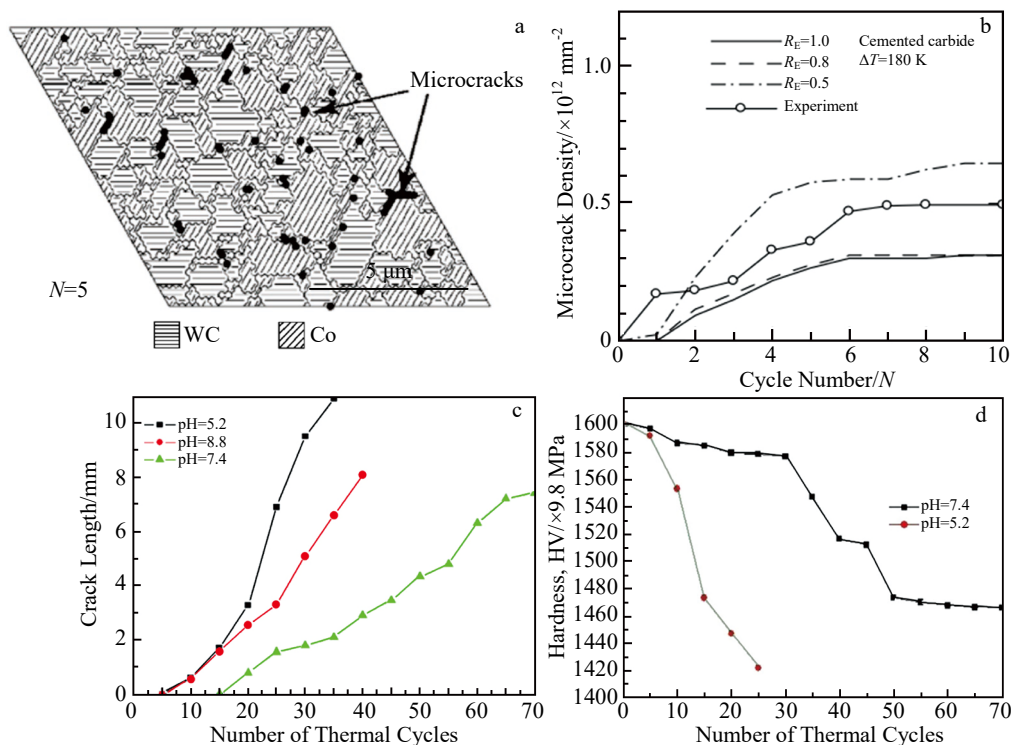 a
Microcracks
5 μm
N=5
WC
Co
b
R_E=1.0
R_E=0.8
R_E=0.5
Experiment
Cemented carbide
ΔT=180 K
Microcrack Density/×10^12 mm^-2
1.0
0.5
0
0
2
4
6
8
10
Cycle Number/N
c
pH=5.2
pH=8.8
pH=7.4
Crack Length/mm
10
8
6
4
2
0
0
10
20
30
40
50
60
70
Number of Thermal Cycles
d
pH=7.4
pH=5.2
Hardness, HV/×9.8 MPa
1600
1580
1560
1540
1520
1500
1480
1460
1440
1420
1400
0
10
20
30
40
50
60
70
Number of Thermal Cycles